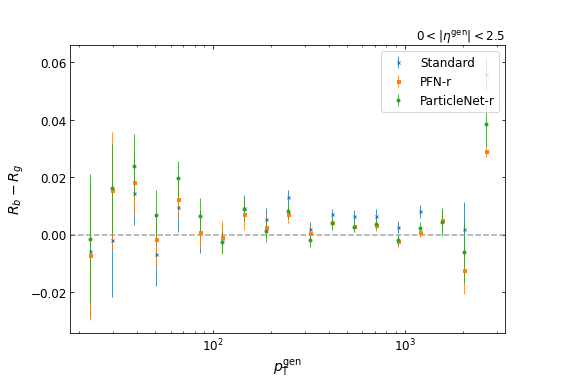 0 < |η^gen| < 2.5
0.06
0.04
0.02
0.00
−0.02
R_b − R_g
Standard
PFN-r
ParticleNet-r
10^2
10^3
p_T^gen